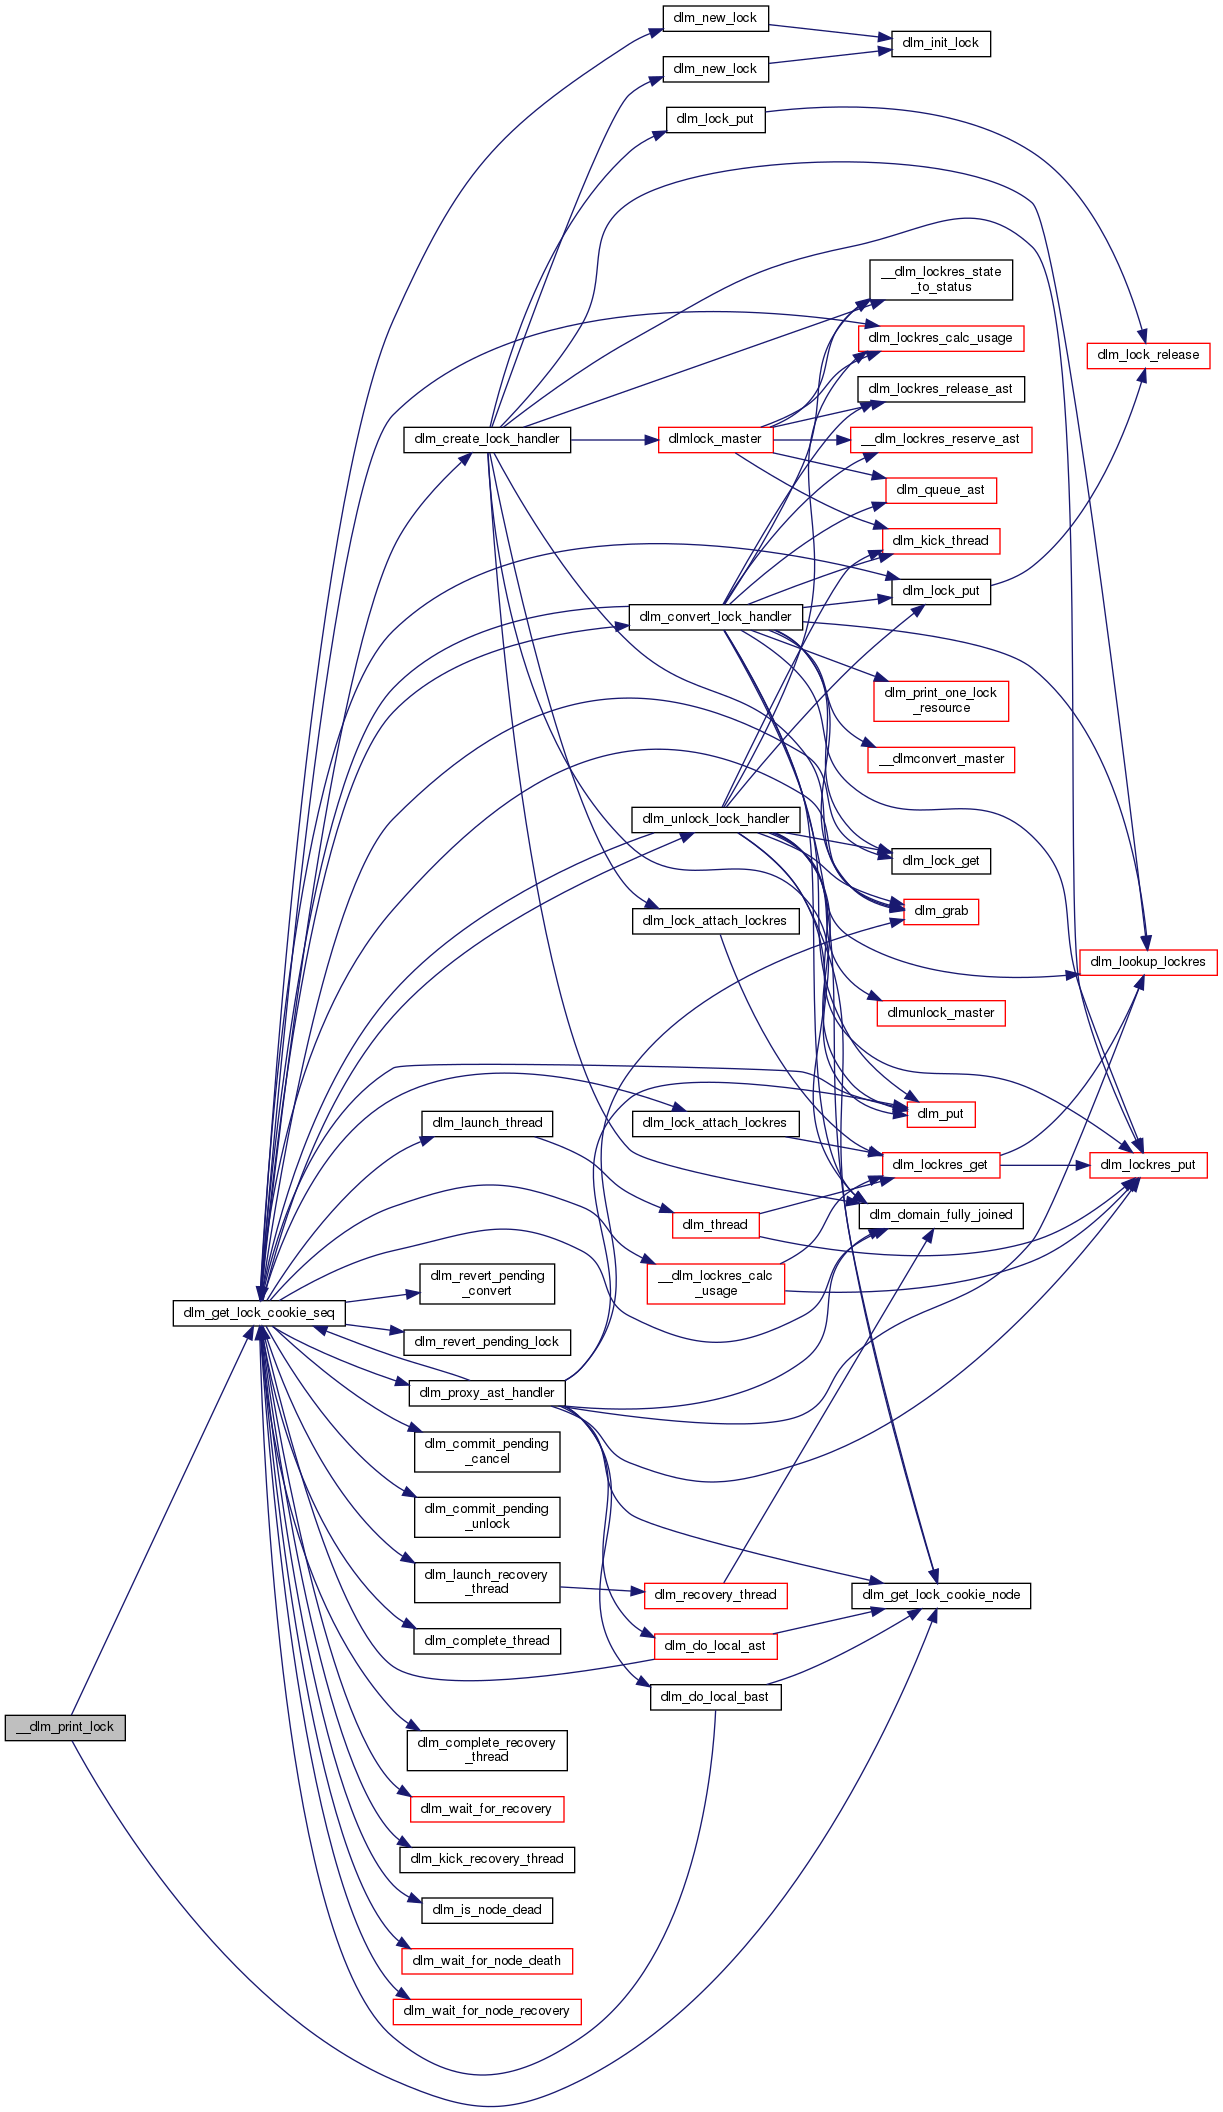 dlm_new_lock
dlm_init_lock
dlm_new_lock
dlm_lock_put
__dlm_lockres_state
_to_status
dlm_lockres_calc_usage
dlm_lock_release
dlm_lockres_release_ast
dlm_create_lock_handler
dlmlock_master
__dlm_lockres_reserve_ast
dlm_queue_ast
dlm_kick_thread
dlm_lock_put
dlm_convert_lock_handler
dlm_print_one_lock
_resource
__dlmconvert_master
dlm_unlock_lock_handler
dlm_lock_get
dlm_grab
dlm_lock_attach_lockres
dlm_lookup_lockres
dlmunlock_master
dlm_put
dlm_launch_thread
dlm_lock_attach_lockres
dlm_lockres_get
dlm_lockres_put
dlm_domain_fully_joined
dlm_thread
dlm_revert_pending
_convert
__dlm_lockres_calc
_usage
dlm_get_lock_cookie_seq
dlm_revert_pending_lock
dlm_proxy_ast_handler
dlm_commit_pending
_cancel
dlm_commit_pending
_unlock
dlm_launch_recovery
_thread
dlm_recovery_thread
dlm_get_lock_cookie_node
dlm_complete_thread
dlm_do_local_ast
dlm_do_local_bast
__dlm_print_lock
dlm_complete_recovery
_thread
dlm_wait_for_recovery
dlm_kick_recovery_thread
dlm_is_node_dead
dlm_wait_for_node_death
dlm_wait_for_node_recovery